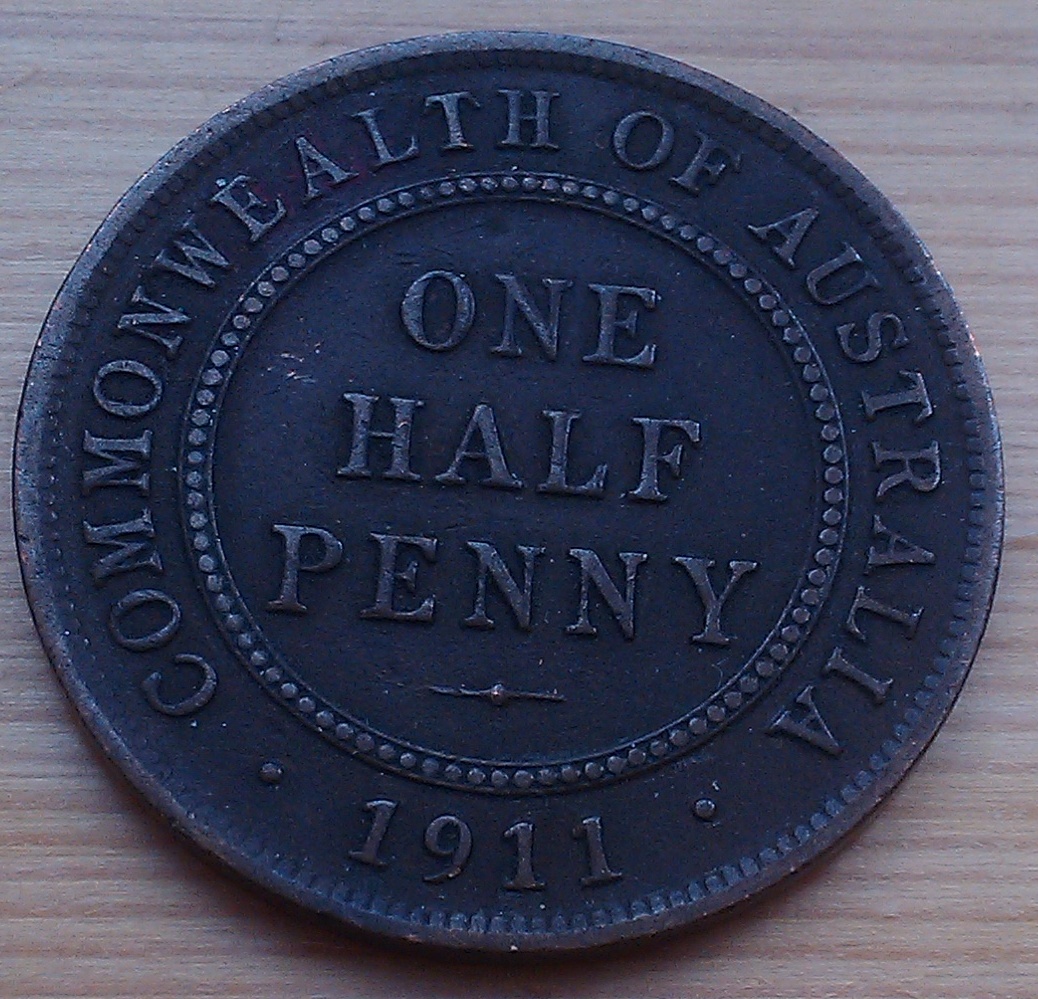 COMMONWEALTH OF AUSTRALIA
ONE
HALF
PENNY
· 1911 ·